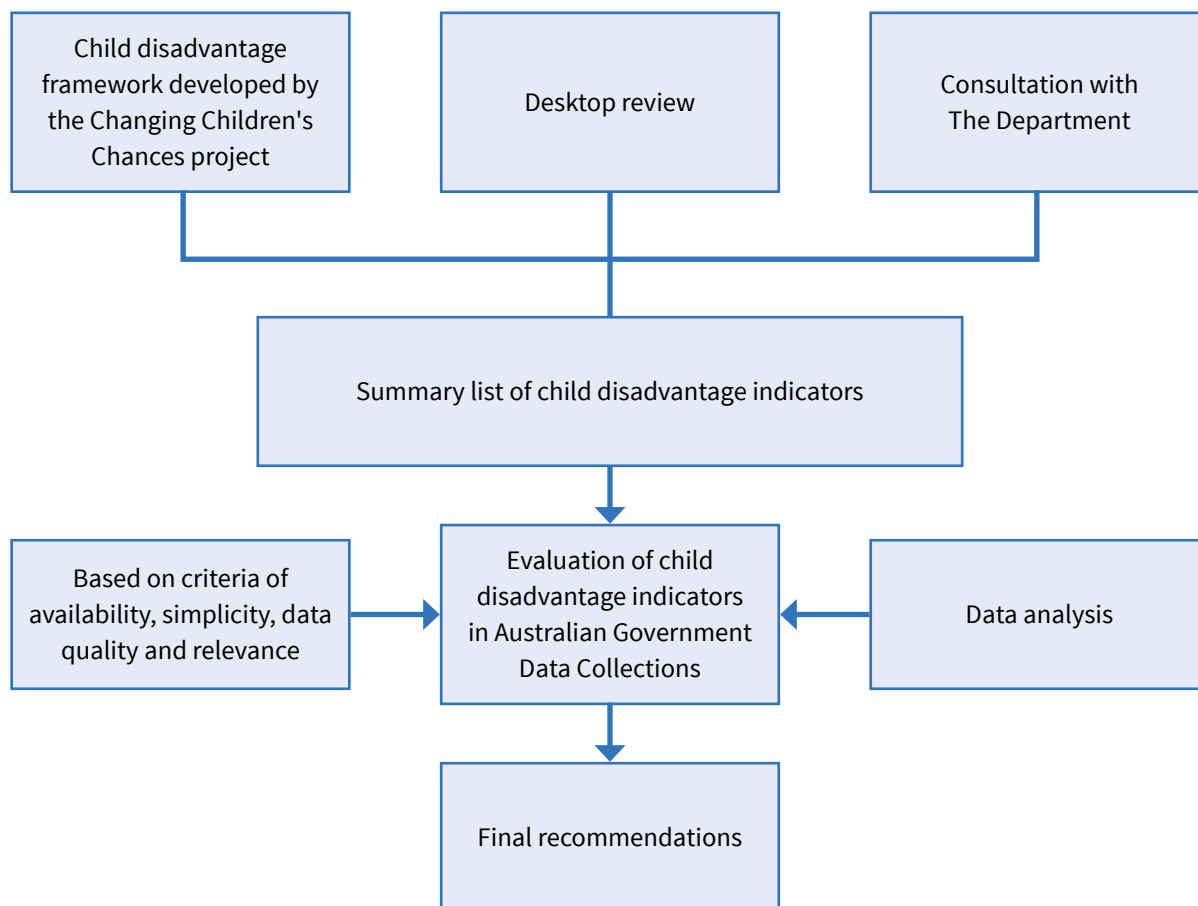 Child disadvantage
framework developed by
the Changing Children's
Chances project
Desktop review
Consultation with
The Department
Summary list of child disadvantage indicators
Based on criteria of
availability, simplicity, data
quality and relevance
Evaluation of child
disadvantage indicators
in Australian Government
Data Collections
Data analysis
Final recommendations